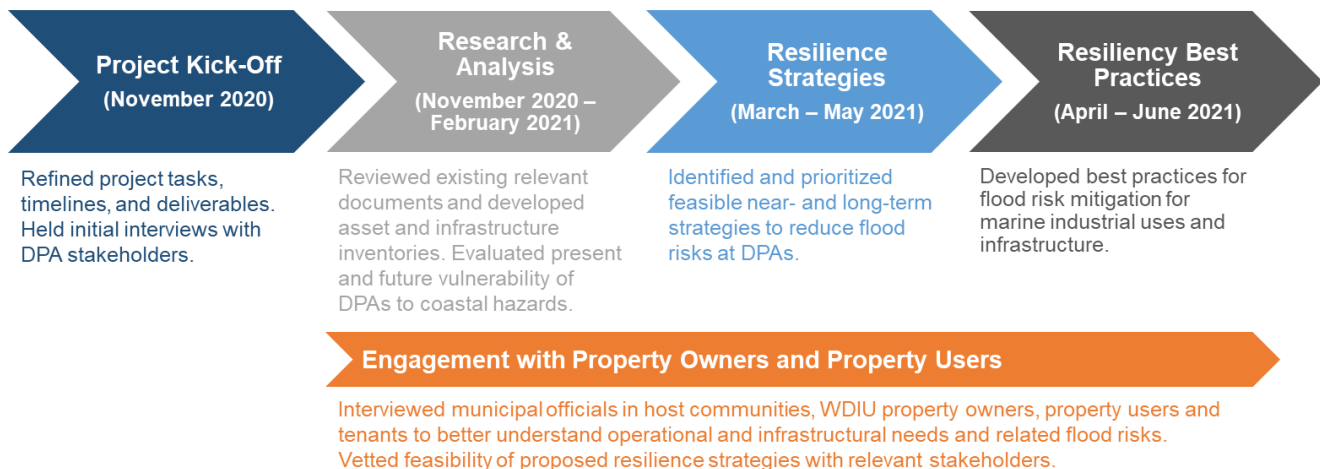 Project Kick-Off
(November 2020)
Refined project tasks,
timelines, and deliverables.
Held initial interviews with
DPA stakeholders.
Research &
Analysis
(November 2020 –
February 2021)
Reviewed existing relevant
documents and developed
asset and infrastructure
inventories. Evaluated present
and future vulnerability of
DPAs to coastal hazards.
Resilience
Strategies
(March – May 2021)
Identified and prioritized
feasible near- and long-term
strategies to reduce flood
risks at DPAs.
Resiliency Best
Practices
(April – June 2021)
Developed best practices for
flood risk mitigation for
marine industrial uses and
infrastructure.
Engagement with Property Owners and Property Users
Interviewed municipal officials in host communities, WDIU property owners, property users and
tenants to better understand operational and infrastructural needs and related flood risks.
Vetted feasibility of proposed resilience strategies with relevant stakeholders.